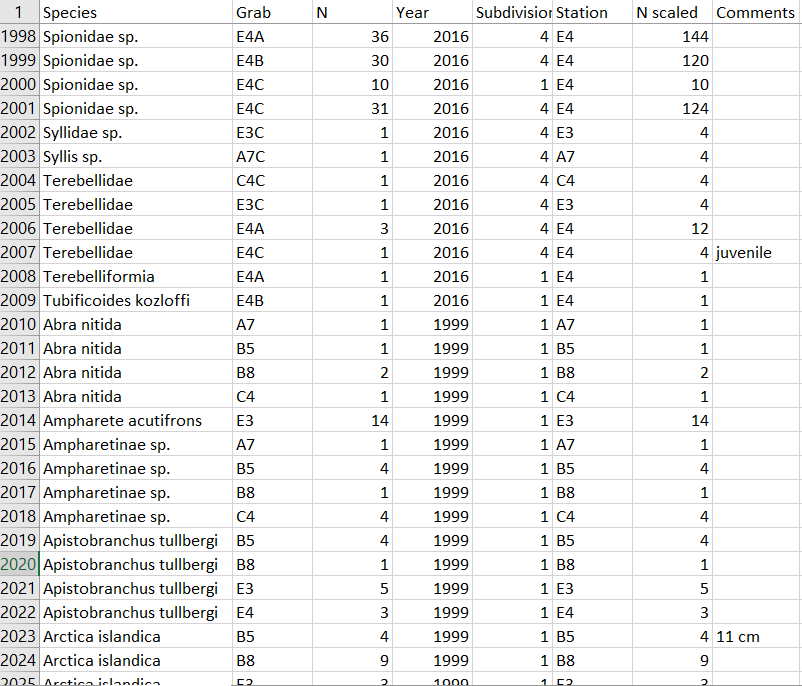 1 Species Grab N Year Subdivision Station N scaled Comments
1998 Spionidae sp. E4A 36 2016 4 E4 144
1999 Spionidae sp. E4B 30 2016 4 E4 120
2000 Spionidae sp. E4C 10 2016 1 E4 10
2001 Spionidae sp. E4C 31 2016 4 E4 124
2002 Syllidae sp. E3C 1 2016 4 E3 4
2003 Syllis sp. A7C 1 2016 4 A7 4
2004 Terebellidae C4C 1 2016 4 C4 4
2005 Terebellidae E3C 1 2016 4 E3 4
2006 Terebellidae E4A 3 2016 4 E4 12
2007 Terebellidae E4C 1 2016 4 E4 4 juvenile
2008 Terebelliformia E4A 1 2016 1 E4 1
2009 Tubificoides kozloffi E4B 1 2016 1 E4 1
2010 Abra nitida A7 1 1999 1 A7 1
2011 Abra nitida B5 1 1999 1 B5 1
2012 Abra nitida B8 2 1999 1 B8 2
2013 Abra nitida C4 1 1999 1 C4 1
2014 Ampharete acutifrons E3 14 1999 1 E3 14
2015 Ampharetinae sp. A7 1 1999 1 A7 1
2016 Ampharetinae sp. B5 4 1999 1 B5 4
2017 Ampharetinae sp. B8 1 1999 1 B8 1
2018 Ampharetinae sp. C4 4 1999 1 C4 4
2019 Apistobranchus tullbergi B5 4 1999 1 B5 4
2020 Apistobranchus tullbergi B8 1 1999 1 B8 1
2021 Apistobranchus tullbergi E3 5 1999 1 E3 5
2022 Apistobranchus tullbergi E4 3 1999 1 E4 3
2023 Arctica islandica B5 4 1999 1 B5 4 11 cm
2024 Arctica islandica B8 9 1999 1 B8 9
2025 Arctica islandica E3 3 1999 1 E3 3